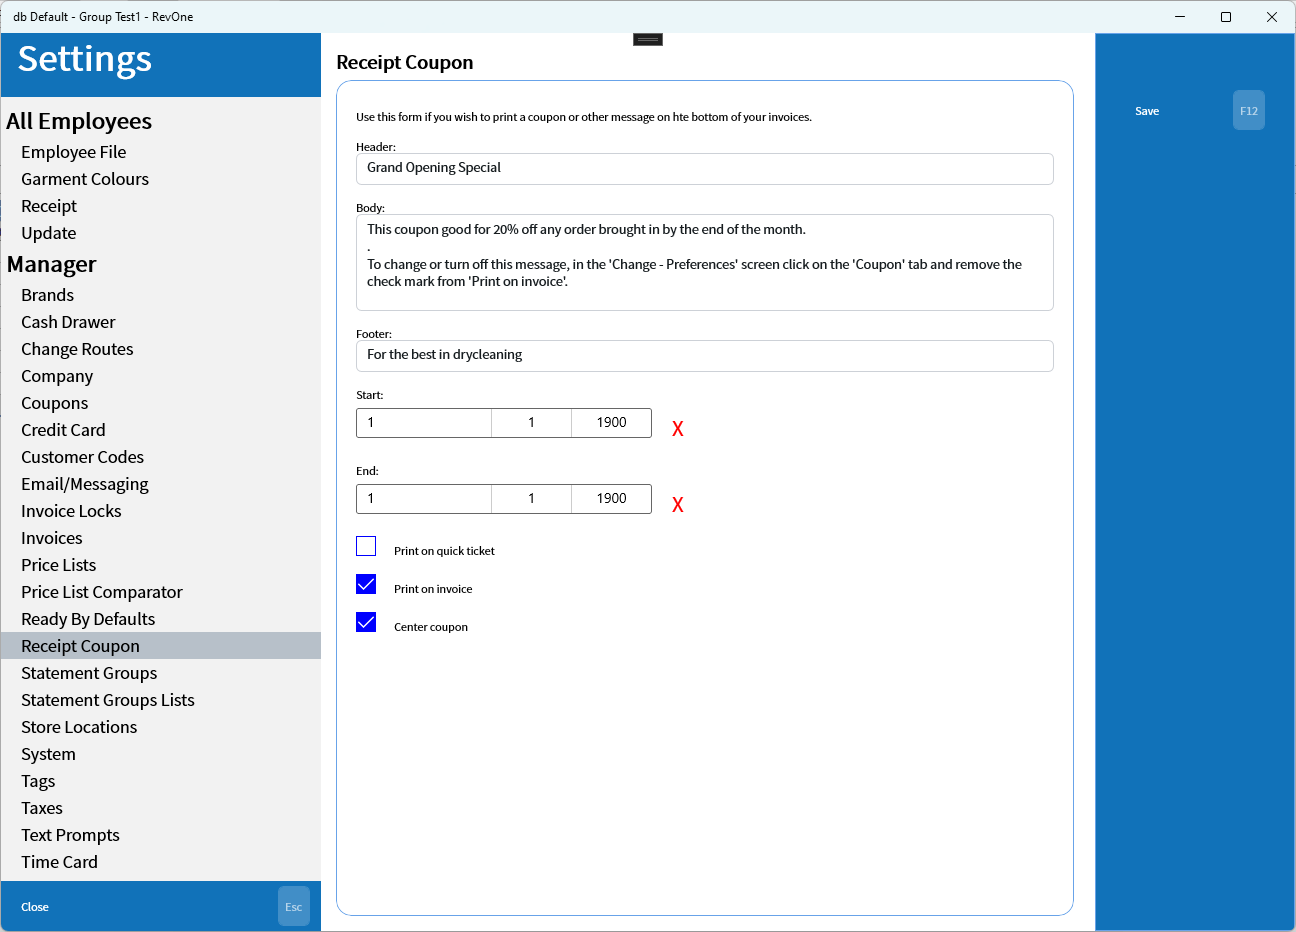 db Default - Group Test1 - RevOne
Settings
All Employees
Employee File
Garment Colours
Receipt
Update
Manager
Brands
Cash Drawer
Change Routes
Company
Coupons
Credit Card
Customer Codes
Email/Messaging
Invoice Locks
Invoices
Price Lists
Price List Comparator
Ready By Defaults
Receipt Coupon
Statement Groups
Statement Groups Lists
Store Locations
System
Tags
Taxes
Text Prompts
Time Card
Close Esc
Receipt Coupon
Use this form if you wish to print a coupon or other message on hte bottom of your invoices.
Header:
Grand Opening Special
Body:
This coupon good for 20% off any order brought in by the end of the month.
.
To change or turn off this message, in the 'Change - Preferences' screen click on the 'Coupon' tab and remove the
check mark from 'Print on invoice'.
Footer:
For the best in drycleaning
Start:
1 1 1900 X
End:
1 1 1900 X
Print on quick ticket
Print on invoice
Center coupon
Save F12